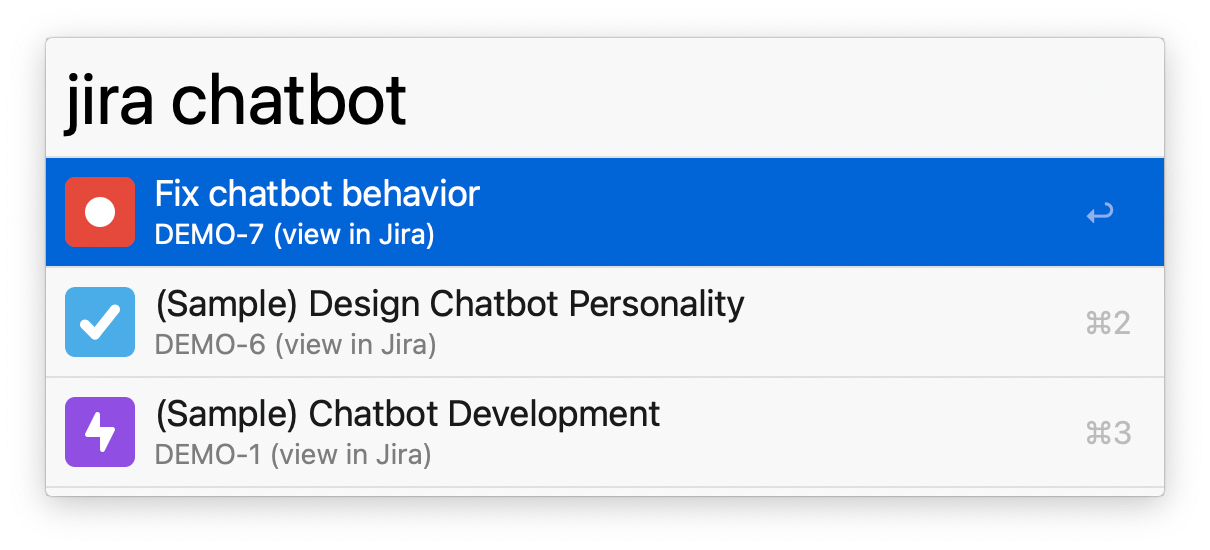 jira chatbot
Fix chatbot behavior
DEMO-7 (view in Jira)
(Sample) Design Chatbot Personality
DEMO-6 (view in Jira)
⌘2
(Sample) Chatbot Development
DEMO-1 (view in Jira)
⌘3